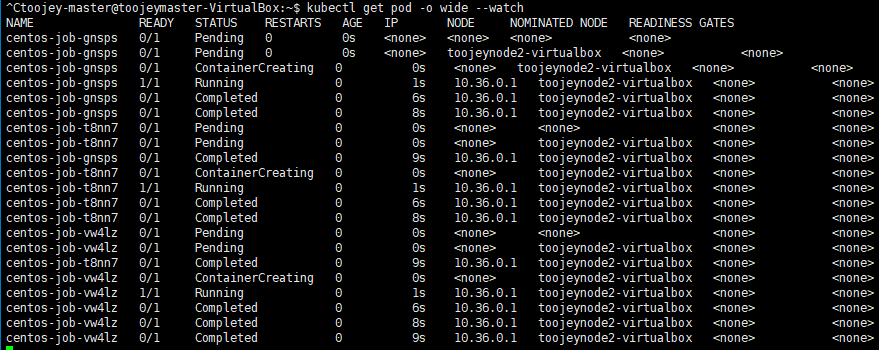 ^Ctoojey-master@toojeymaster-VirtualBox:~$ kubectl get pod -o wide --watch
NAME READY STATUS RESTARTS AGE IP NODE NOMINATED NODE READINESS GATES
centos-job-gnsps 0/1 Pending 0 0s <none> <none> <none> <none>
centos-job-gnsps 0/1 Pending 0 0s <none> toojeynode2-virtualbox <none> <none>
centos-job-gnsps 0/1 ContainerCreating 0 0s <none> toojeynode2-virtualbox <none> <none>
centos-job-gnsps 1/1 Running 0 1s 10.36.0.1 toojeynode2-virtualbox <none> <none>
centos-job-gnsps 0/1 Completed 0 6s 10.36.0.1 toojeynode2-virtualbox <none> <none>
centos-job-gnsps 0/1 Completed 0 8s 10.36.0.1 toojeynode2-virtualbox <none> <none>
centos-job-t8nn7 0/1 Pending 0 0s <none> <none> <none> <none>
centos-job-t8nn7 0/1 Pending 0 0s <none> toojeynode2-virtualbox <none> <none>
centos-job-gnsps 0/1 Completed 0 9s 10.36.0.1 toojeynode2-virtualbox <none> <none>
centos-job-t8nn7 0/1 ContainerCreating 0 0s <none> toojeynode2-virtualbox <none> <none>
centos-job-t8nn7 1/1 Running 0 1s 10.36.0.1 toojeynode2-virtualbox <none> <none>
centos-job-t8nn7 0/1 Completed 0 6s 10.36.0.1 toojeynode2-virtualbox <none> <none>
centos-job-t8nn7 0/1 Completed 0 8s 10.36.0.1 toojeynode2-virtualbox <none> <none>
centos-job-vw4lz 0/1 Pending 0 0s <none> <none> <none> <none>
centos-job-vw4lz 0/1 Pending 0 0s <none> toojeynode2-virtualbox <none> <none>
centos-job-t8nn7 0/1 Completed 0 9s 10.36.0.1 toojeynode2-virtualbox <none> <none>
centos-job-vw4lz 0/1 ContainerCreating 0 0s <none> toojeynode2-virtualbox <none> <none>
centos-job-vw4lz 1/1 Running 0 1s 10.36.0.1 toojeynode2-virtualbox <none> <none>
centos-job-vw4lz 0/1 Completed 0 6s 10.36.0.1 toojeynode2-virtualbox <none> <none>
centos-job-vw4lz 0/1 Completed 0 8s 10.36.0.1 toojeynode2-virtualbox <none> <none>
centos-job-vw4lz 0/1 Completed 0 9s 10.36.0.1 toojeynode2-virtualbox <none> <none>